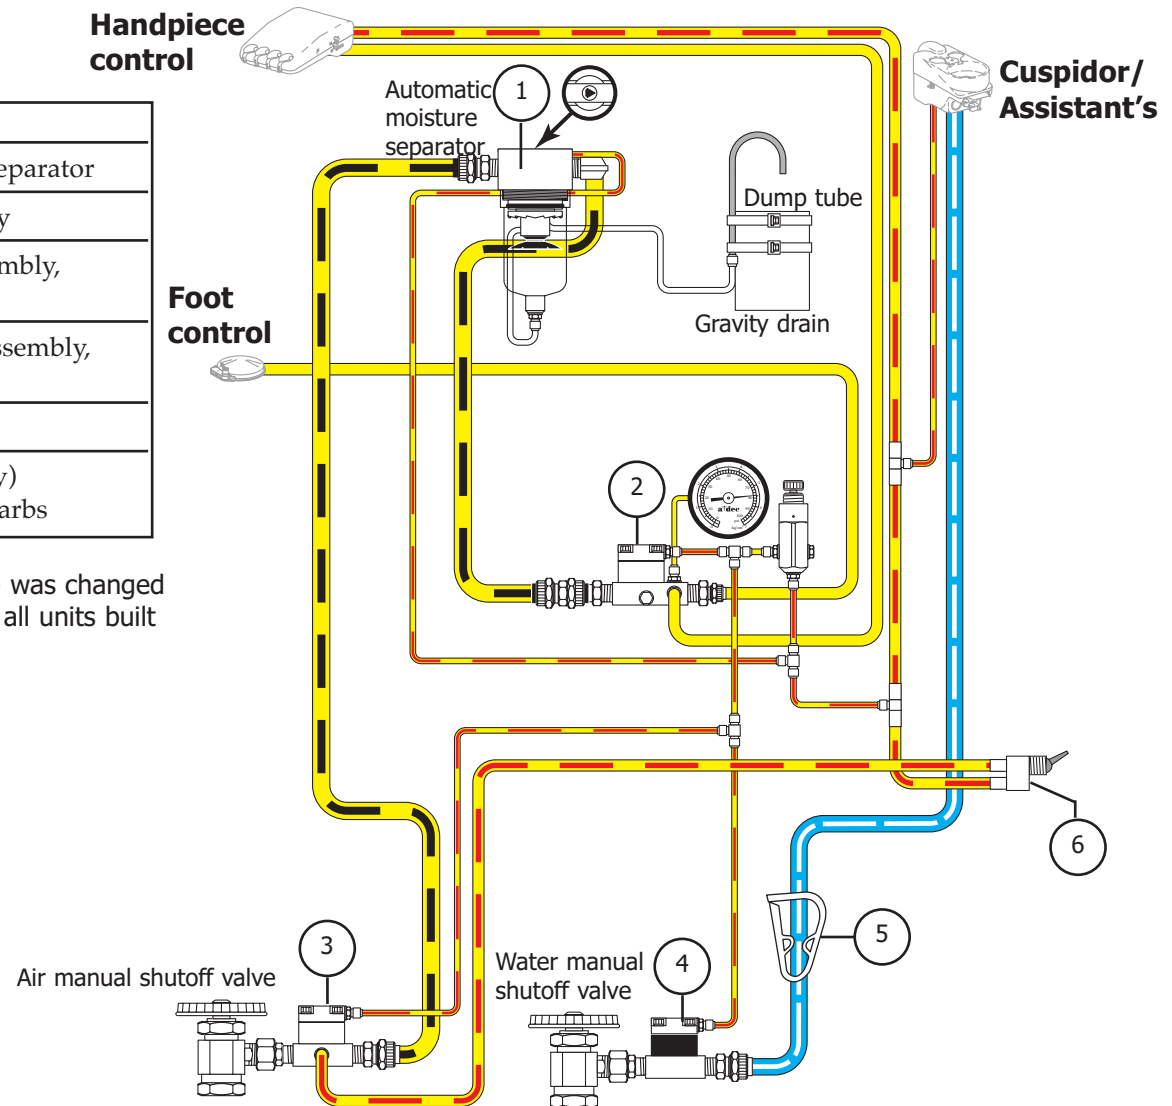 Handpiece
control
Cuspidor/
Assistant's
Automatic
moisture
separator
1
eparator
y
mbly,
ssembly,
y)
arbs
Dump tube
Gravity drain
Foot
control
2
a dec
was changed
all units built
6
5
3
Air manual shutoff valve
Water manual
shutoff valve
4